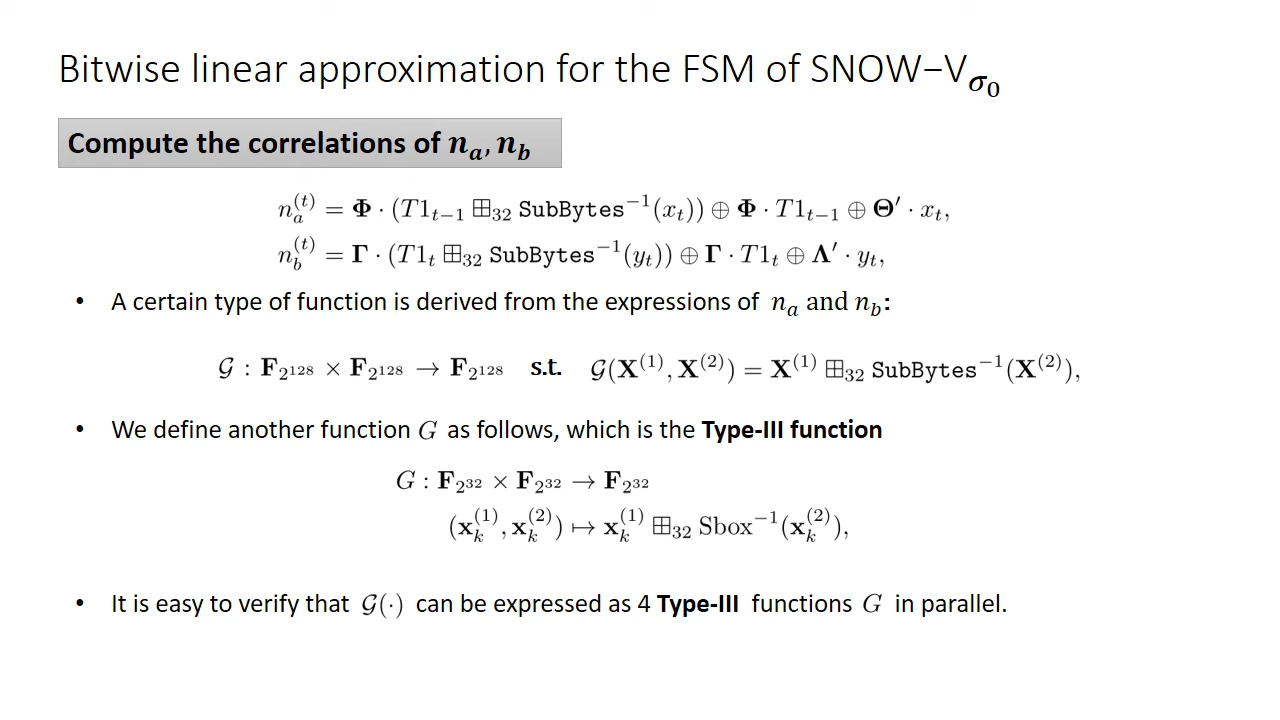 Bitwise linear approximation for the FSM of SNOW−V_{σ_0}
Compute the correlations of n_a, n_b
n_a^{(t)} = Φ · (T1_{t−1} ⊞_{32} SubBytes^{−1}(x_t)) ⊕ Φ · T1_{t−1} ⊕ Θ′ · x_t,
n_b^{(t)} = Γ · (T1_t ⊞_{32} SubBytes^{−1}(y_t)) ⊕ Γ · T1_t ⊕ Λ′ · y_t,
• A certain type of function is derived from the expressions of n_a and n_b:
𝒢 : F_{2^{128}} × F_{2^{128}} → F_{2^{128}} s.t. 𝒢(X^{(1)}, X^{(2)}) = X^{(1)} ⊞_{32} SubBytes^{−1}(X^{(2)}),
• We define another function G as follows, which is the Type-III function
G : F_{2^{32}} × F_{2^{32}} → F_{2^{32}}
(x_k^{(1)}, x_k^{(2)}) ↦ x_k^{(1)} ⊞_{32} Sbox^{−1}(x_k^{(2)}),
• It is easy to verify that 𝒢(·) can be expressed as 4 Type-III functions G in parallel.